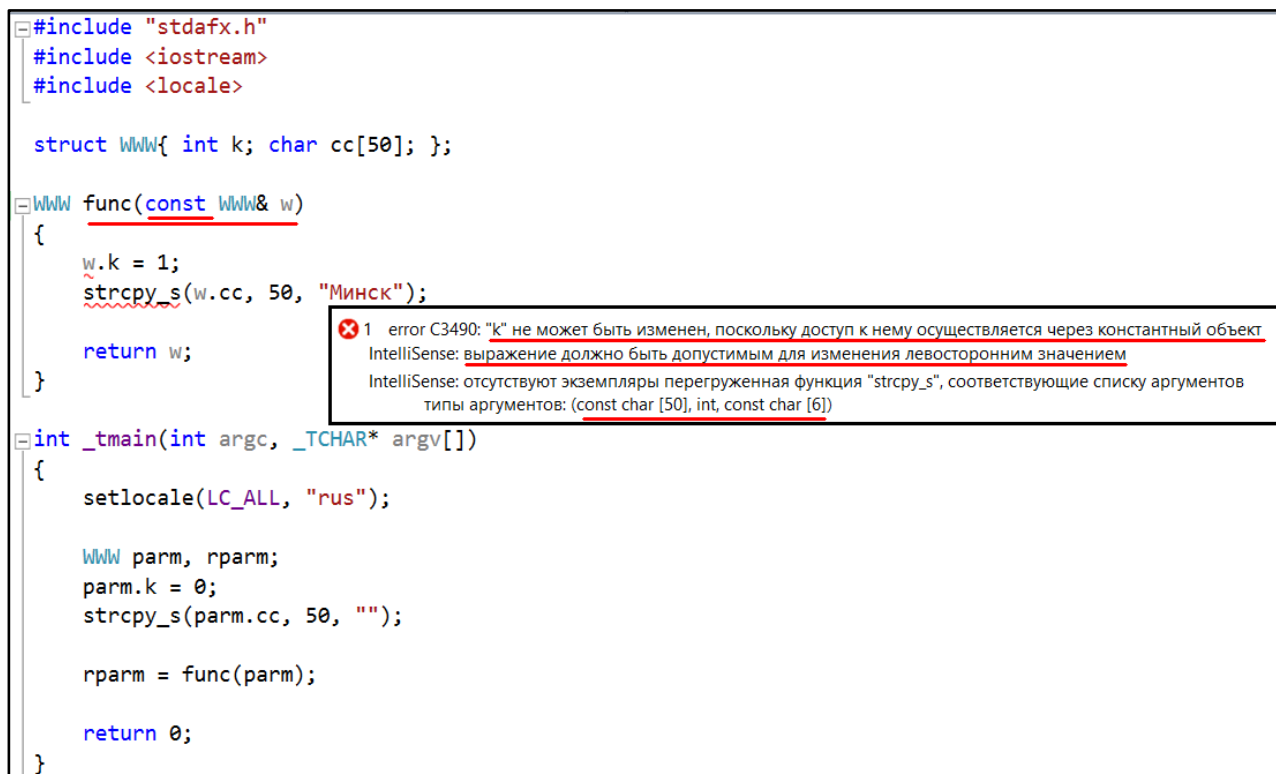 #include "stdafx.h"
#include <iostream>
#include <locale>
struct WWW{ int k; char cc[50]; };
WWW func(const WWW& w)
{
w.k = 1;
strcpy_s(w.cc, 50, "Минск");
1 error C3490: "k" не может быть изменен, поскольку доступ к нему осуществляется через константный объект
IntelliSense: выражение должно быть допустимым для изменения левосторонним значением
IntelliSense: отсутствуют экземпляры перегруженная функция "strcpy_s", соответствующие списку аргументов
типы аргументов: (const char [50], int, const char [6])
return w;
}
int _tmain(int argc, _TCHAR* argv[])
{
setlocale(LC_ALL, "rus");
WWW parm, rparm;
parm.k = 0;
strcpy_s(parm.cc, 50, "");
rparm = func(parm);
return 0;
}